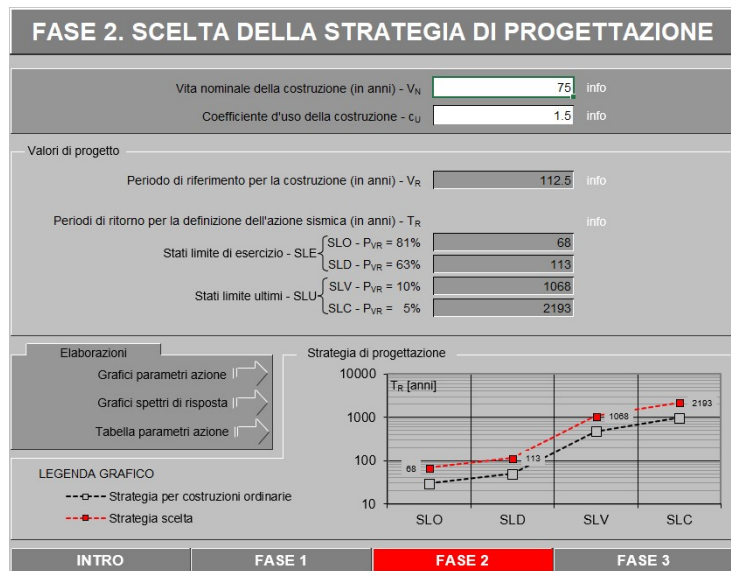 FASE 2. SCELTA DELLA STRATEGIA DI PROGETTAZIONE
Vita nominale della costruzione (in anni) - VN 75 info
Coefficiente d'uso della costruzione - cU 1.5 info
Valori di progetto
Periodo di riferimento per la costruzione (in anni) - VR 112.5 info
Periodi di ritorno per la definizione dell'azione sismica (in anni) - TR info
Stati limite di esercizio - SLE
SLO - PVR = 81% 68
SLD - PVR = 63% 113
Stati limite ultimi - SLU
SLV - PVR = 10% 1068
SLC - PVR = 5% 2193
Elaborazioni
Grafici parametri azione
Grafici spettri di risposta
Tabella parametri azione
LEGENDA GRAFICO
Strategia per costruzioni ordinarie
Strategia scelta
Strategia di progettazione
TR [anni]
10000
1000
100
10
68
113
1068
2193
SLO SLD SLV SLC
INTRO FASE 1 FASE 2 FASE 3